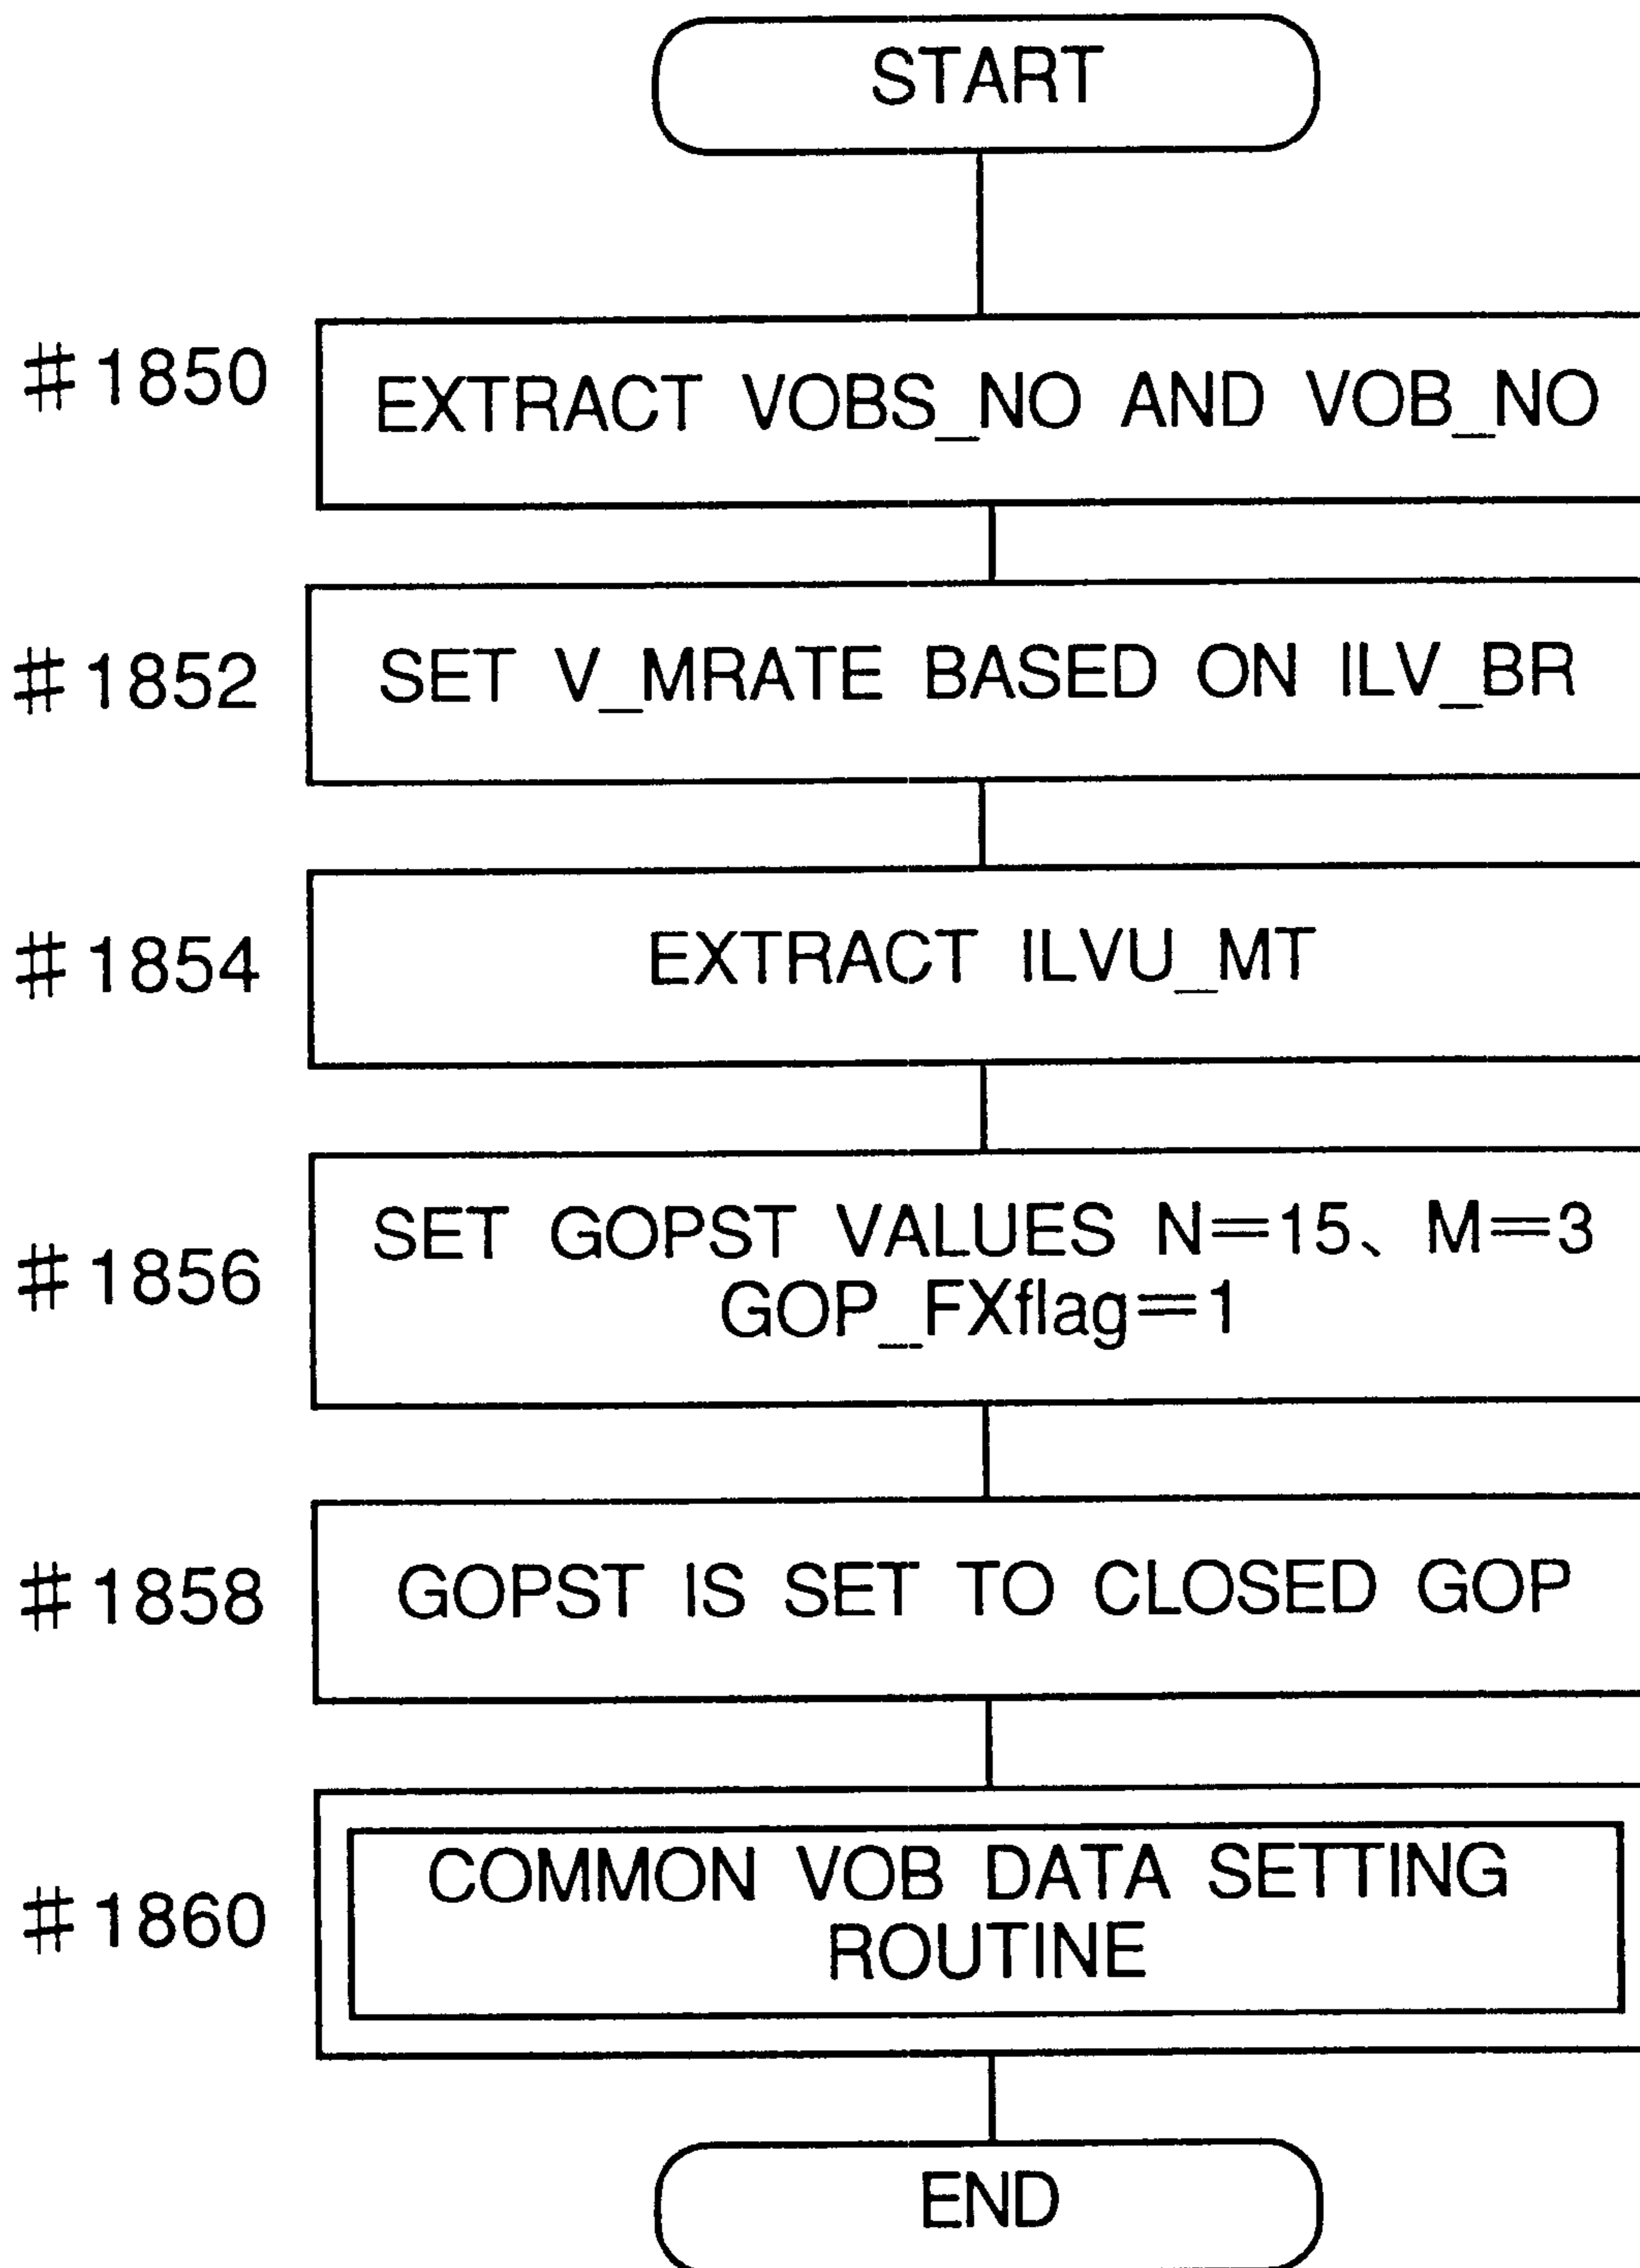 START
#1850
EXTRACT VOBS_NO AND VOB_NO
#1852
SET V_MRATE BASED ON ILV_BR
#1854
EXTRACT ILVU_MT
#1856
SET GOPST VALUES N=15、M=3
GOP_FXflag=1
#1858
GOPST IS SET TO CLOSED GOP
#1860
COMMON VOB DATA SETTING
ROUTINE
END